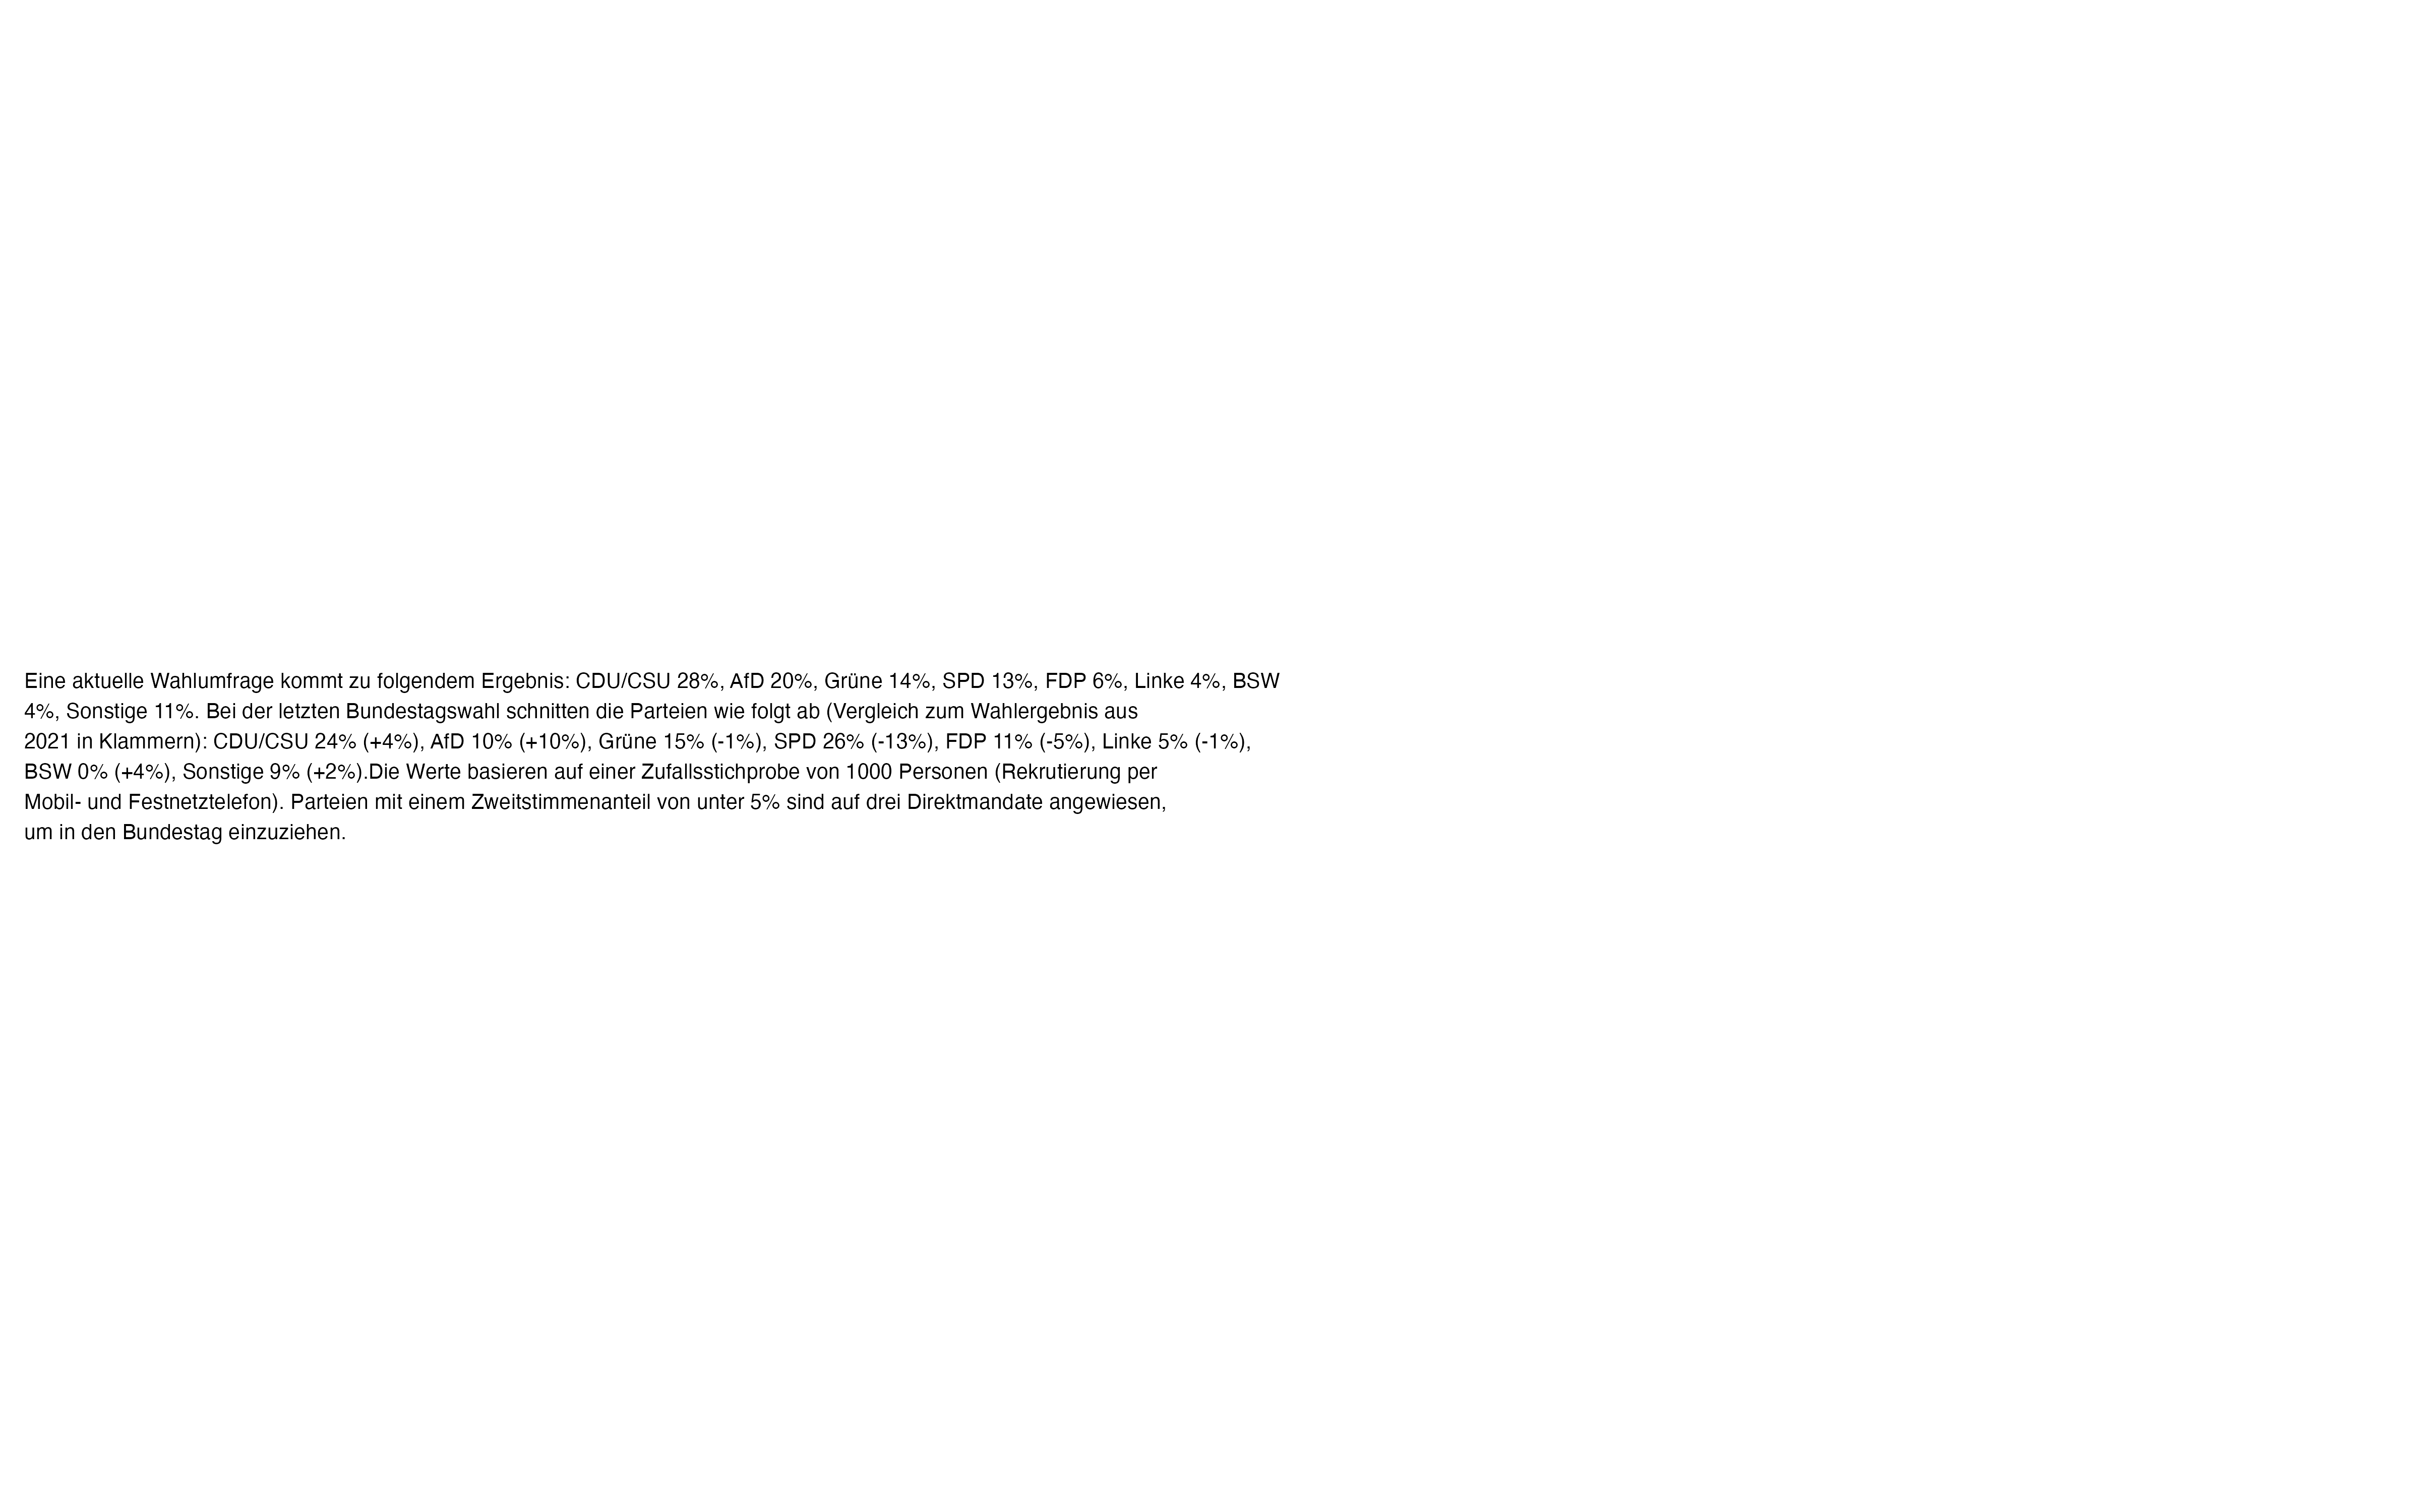 Eine aktuelle Wahlumfrage kommt zu folgendem Ergebnis: CDU/CSU 28%, AfD 20%, Grüne 14%, SPD 13%, FDP 6%, Linke 4%, BSW
4%, Sonstige 11%. Bei der letzten Bundestagswahl schnitten die Parteien wie folgt ab (Vergleich zum Wahlergebnis aus
2021 in Klammern): CDU/CSU 24% (+4%), AfD 10% (+10%), Grüne 15% (-1%), SPD 26% (-13%), FDP 11% (-5%), Linke 5% (-1%),
BSW 0% (+4%), Sonstige 9% (+2%).Die Werte basieren auf einer Zufallsstichprobe von 1000 Personen (Rekrutierung per
Mobil- und Festnetztelefon). Parteien mit einem Zweitstimmenanteil von unter 5% sind auf drei Direktmandate angewiesen,
um in den Bundestag einzuziehen.